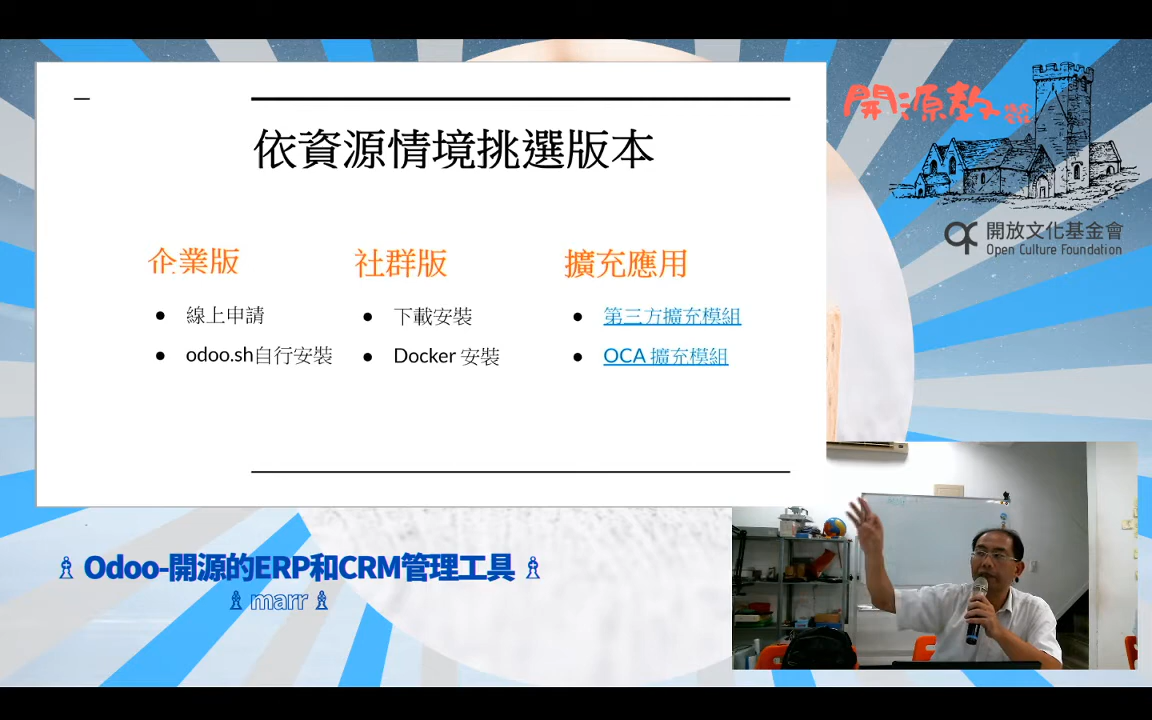 依資源情境挑選版本
企業版
線上申請
odoo.sh自行安裝
社群版
下載安裝
Docker 安裝
擴充應用
第三方擴充模組
OCA 擴充模組
開源教
開放文化基金會
Open Culture Foundation
Odoo-開源的ERP和CRM管理工具
marr